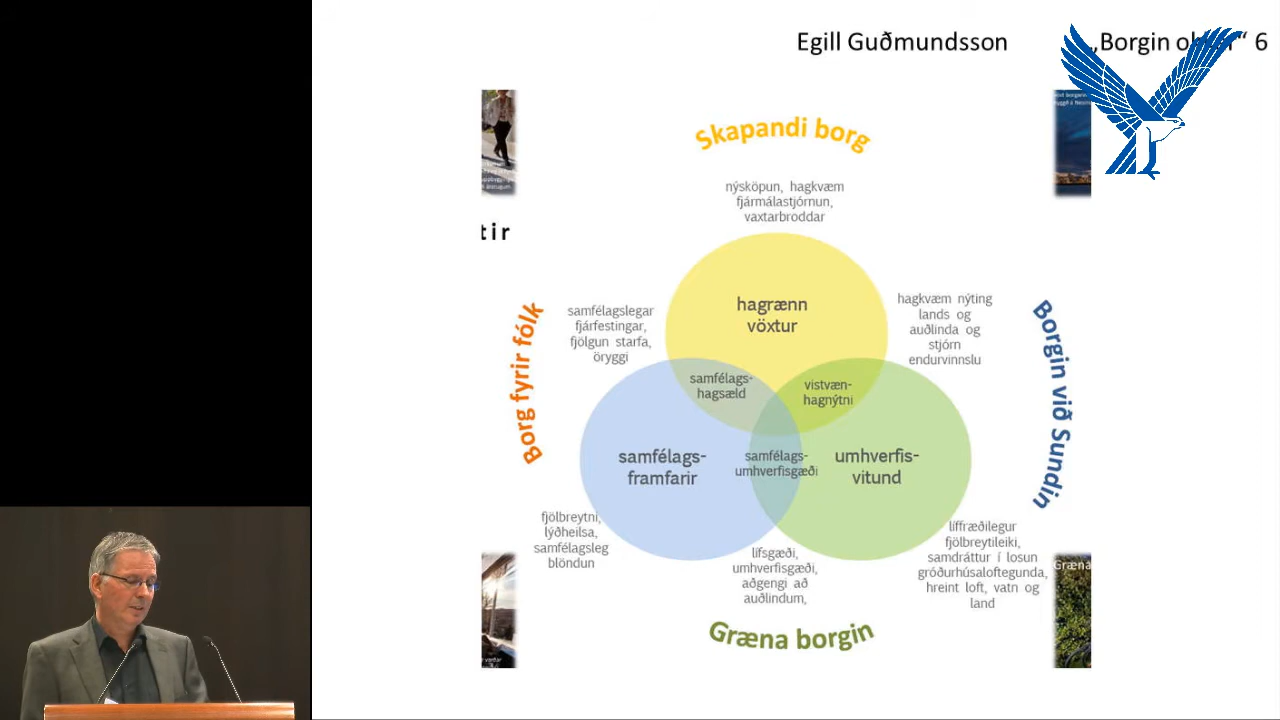 Egill Guðmundsson
„Borgin
6
Skapandi borg
nýsköpun, hagkvæm
fjármálastjórnun,
vaxtarbroddar
tir
hagrænn
vöxtur
samfélagslegar
fjárfestingar,
fjölgun starfa,
öryggi
hagkvæm nýting
lands og
auðlinda og
stjórn
endurvinnslu
Borg fyrir fólk
Borgin við Sundin
samfélags-
hagsæld
vistvæn-
hagnýtni
samfélags-
framfarir
samfélags-
umhverfisgæði
umhverfis-
vitund
fjölbreytni,
lýðheilsa,
samfélagsleg
blöndun
lífsgæði,
umhverfisgæði,
aðgengi að
auðlindum,
líffræðilegur
fjölbreytileiki,
samdráttur í losun
gróðurhúsaloftegunda,
hreint loft, vatn og
land
Græna
Græna borgin